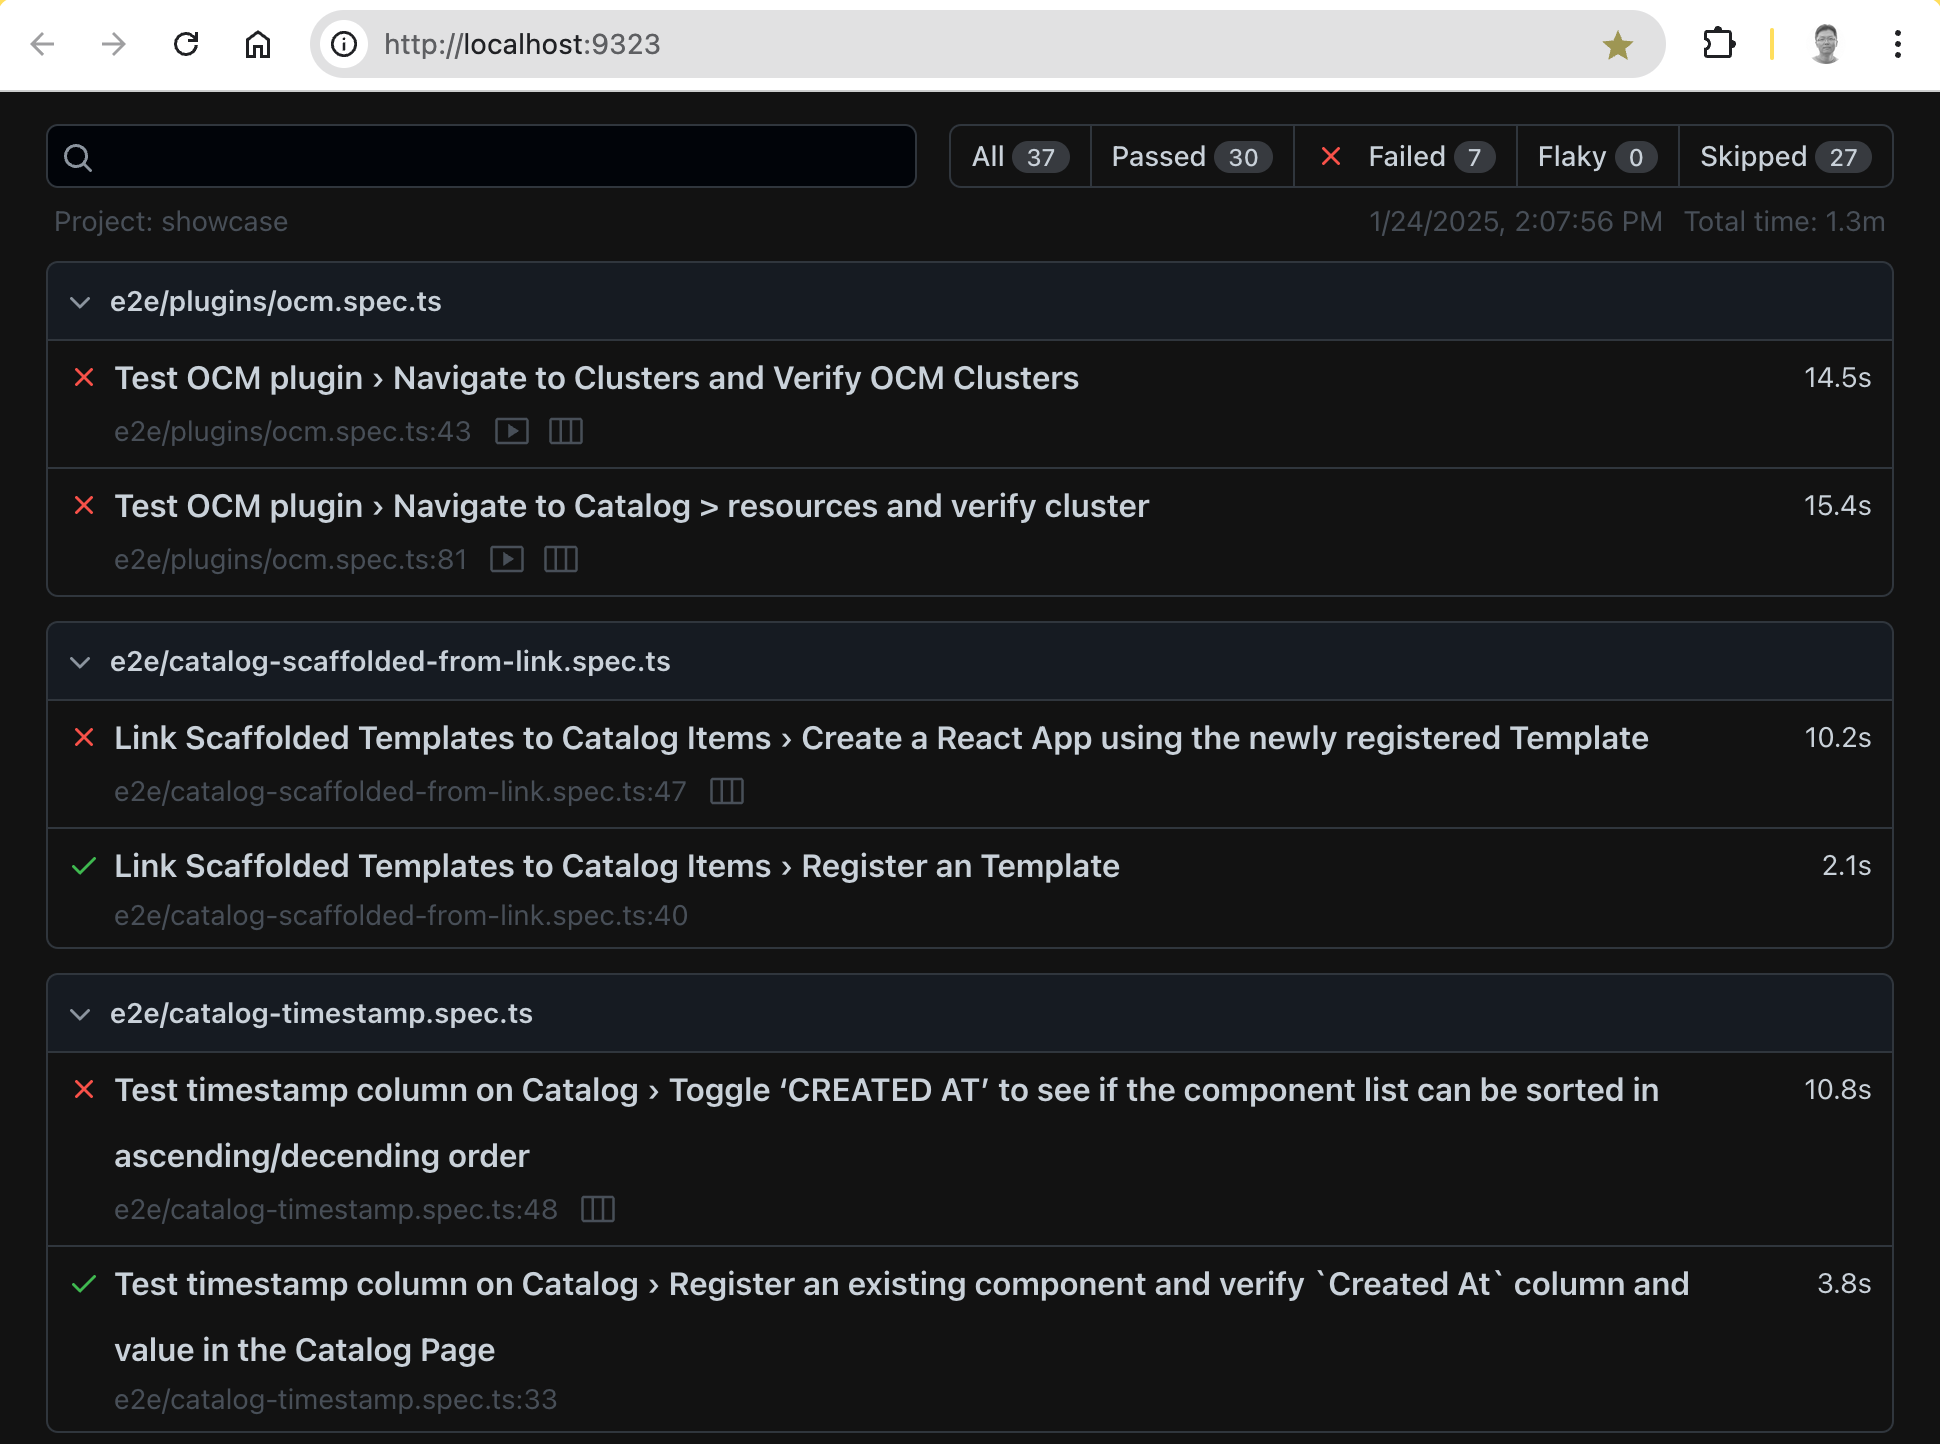 http://localhost:9323
All 37 Passed 30 Failed 7 Flaky 0 Skipped 27
Project: showcase 1/24/2025, 2:07:56 PM Total time: 1.3m
e2e/plugins/ocm.spec.ts
Test OCM plugin › Navigate to Clusters and Verify OCM Clusters 14.5s
e2e/plugins/ocm.spec.ts:43
Test OCM plugin › Navigate to Catalog > resources and verify cluster 15.4s
e2e/plugins/ocm.spec.ts:81
e2e/catalog-scaffolded-from-link.spec.ts
Link Scaffolded Templates to Catalog Items › Create a React App using the newly registered Template 10.2s
e2e/catalog-scaffolded-from-link.spec.ts:47
Link Scaffolded Templates to Catalog Items › Register an Template 2.1s
e2e/catalog-scaffolded-from-link.spec.ts:40
e2e/catalog-timestamp.spec.ts
Test timestamp column on Catalog › Toggle ‘CREATED AT’ to see if the component list can be sorted in 10.8s
ascending/decending order
e2e/catalog-timestamp.spec.ts:48
Test timestamp column on Catalog › Register an existing component and verify `Created At` column and 3.8s
value in the Catalog Page
e2e/catalog-timestamp.spec.ts:33